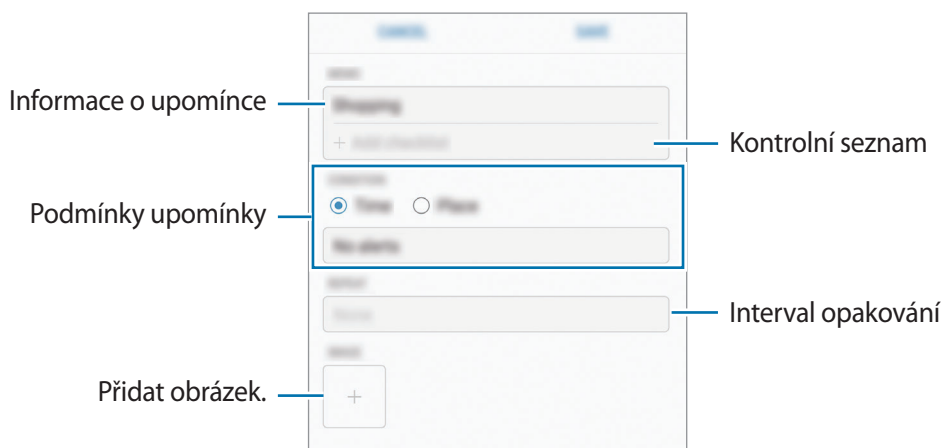 CANCEL
SAVE
Informace o upomínce
Shopping
+ Add checklist
Kontrolní seznam
Podmínky upomínky
Time
Place
No alerts
Interval opakování
Přidat obrázek.
+